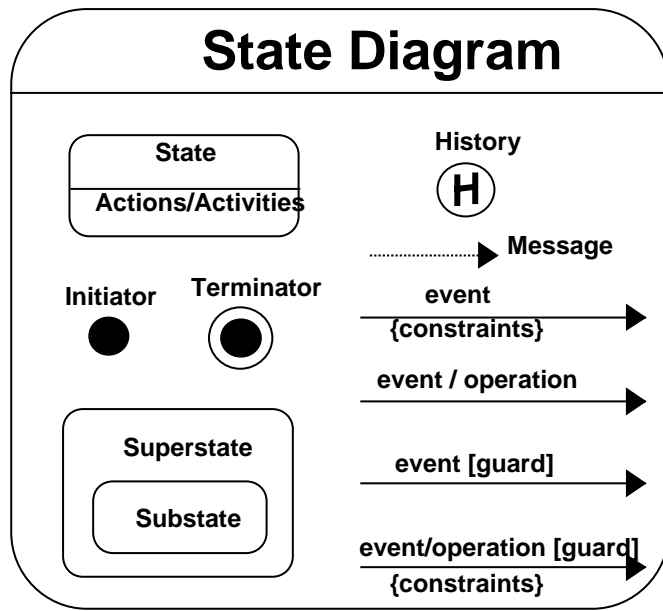 State Diagram
State
Actions/Activities
History
H
Message
Initiator
Terminator
event
{constraints}
event / operation
Superstate
Substate
event [guard]
event/operation [guard]
{constraints}